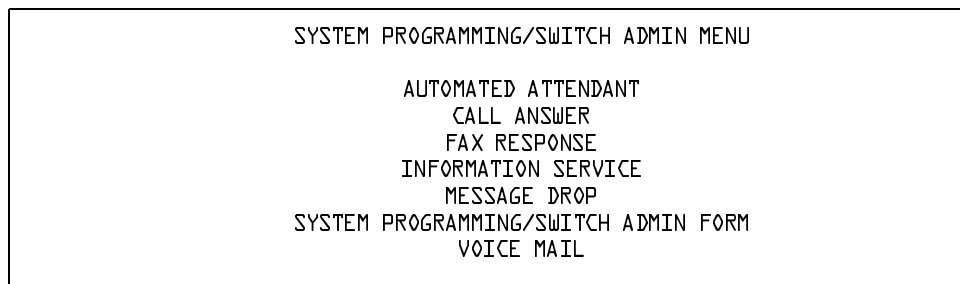 SYSTEM PROGRAMMING/SWITCH ADMIN MENU
AUTOMATED ATTENDANT
CALL ANSWER
FAX RESPONSE
INFORMATION SERVICE
MESSAGE DROP
SYSTEM PROGRAMMING/SWITCH ADMIN FORM
VOICE MAIL